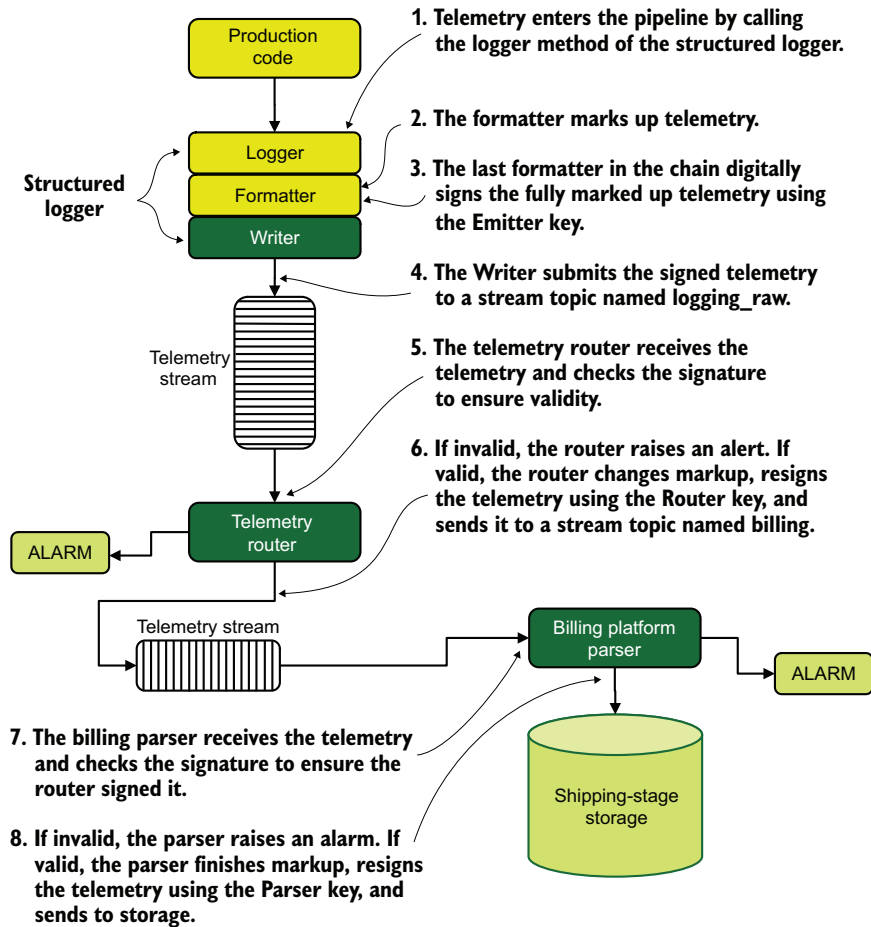 Production
code
1. Telemetry enters the pipeline by calling
the logger method of the structured logger.
2. The formatter marks up telemetry.
Logger
3. The last formatter in the chain digitally
signs the fully marked up telemetry using
the Emitter key.
Structured
logger
Formatter
Writer
4. The Writer submits the signed telemetry
to a stream topic named logging_raw.
Telemetry
stream
5. The telemetry router receives the
telemetry and checks the signature
to ensure validity.
6. If invalid, the router raises an alert. If
valid, the router changes markup, resigns
the telemetry using the Router key, and
sends it to a stream topic named billing.
Telemetry
router
ALARM
Telemetry stream
Billing platform
parser
ALARM
7. The billing parser receives the telemetry
and checks the signature to ensure the
router signed it.
Shipping-stage
storage
8. If invalid, the parser raises an alarm. If
valid, the parser finishes markup, resigns
the telemetry using the Parser key, and
sends to storage.